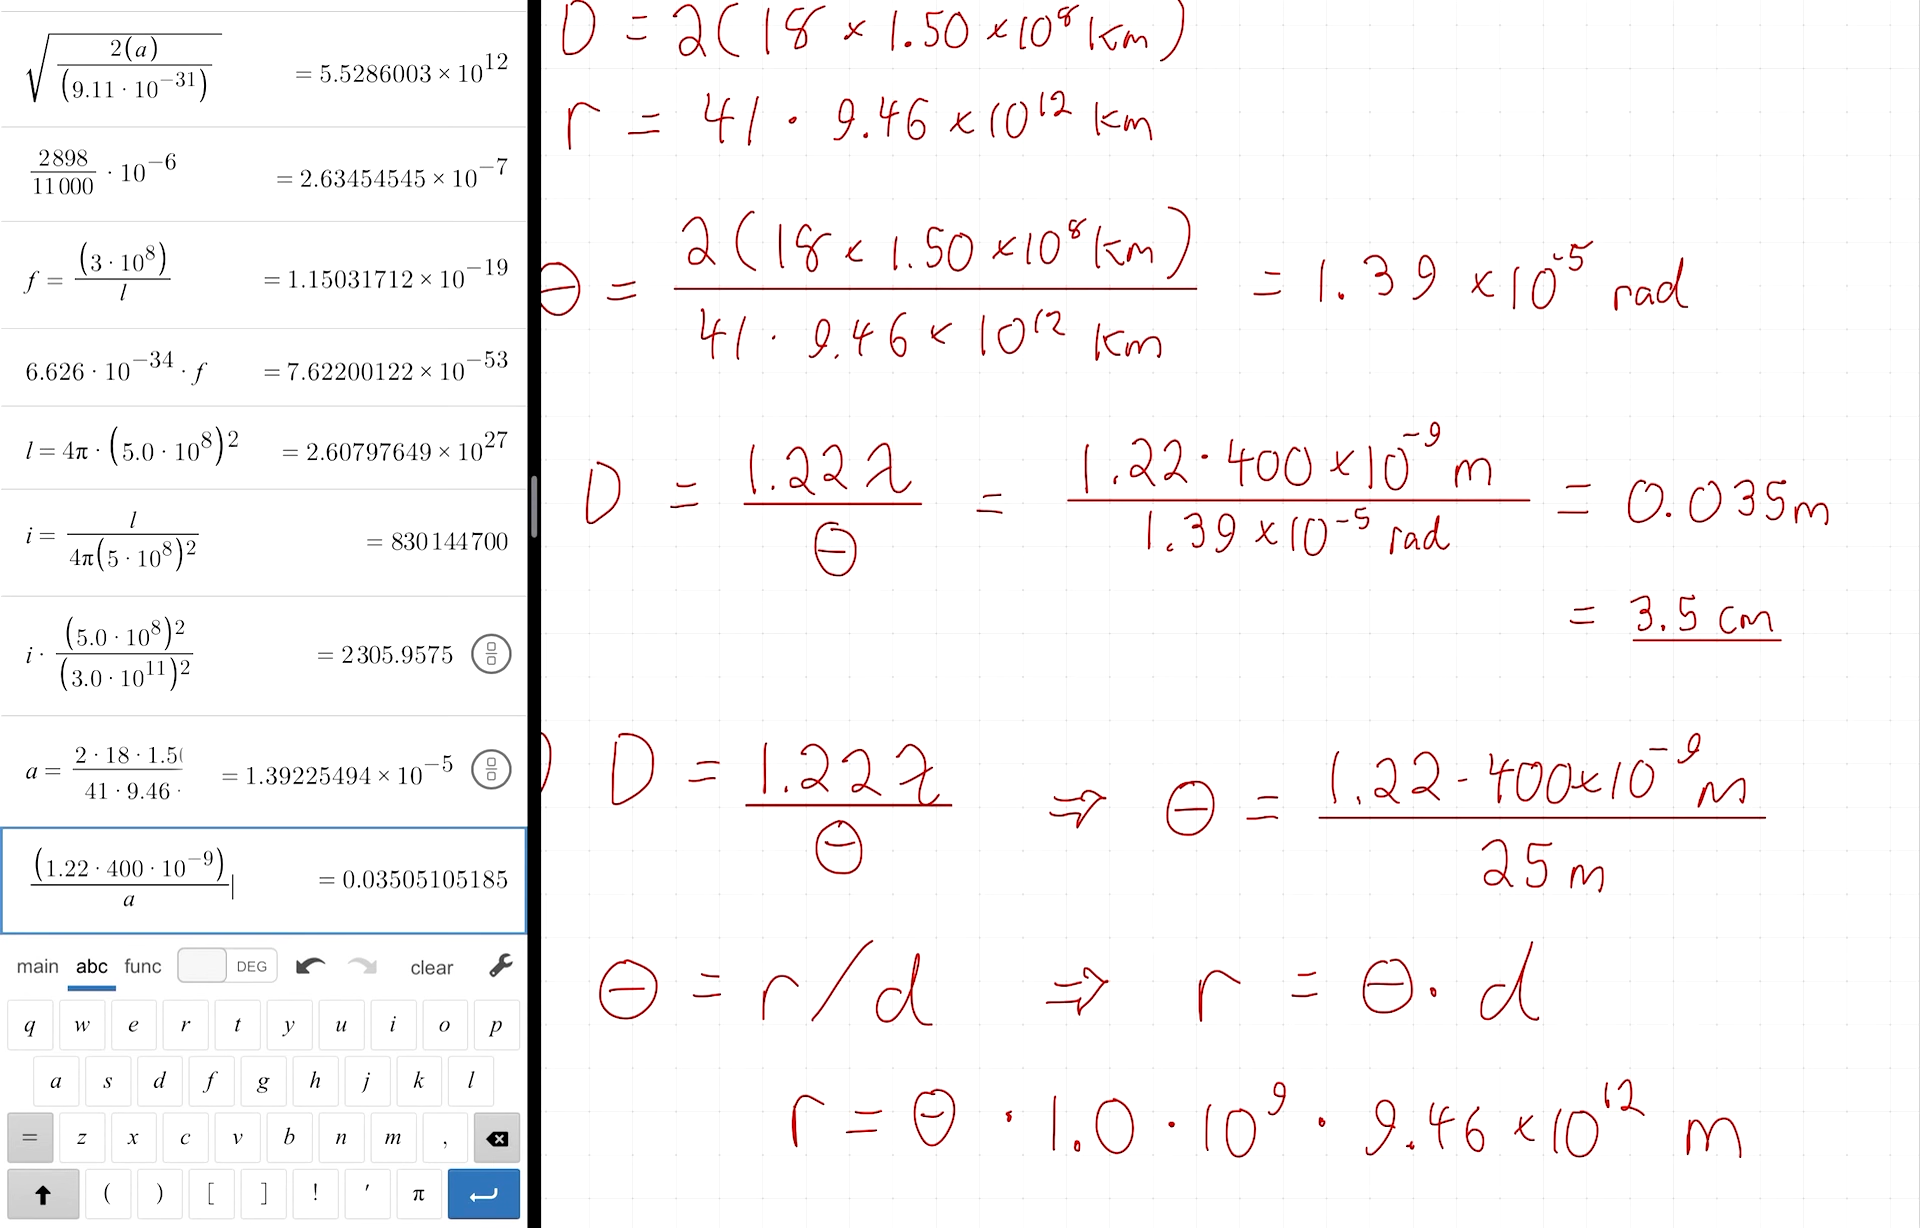 √(2(a)/(9.11 · 10^−31)) = 5.5286003 × 10^12
2898/11000 · 10^−6 = 2.63454545 × 10^−7
f = (3 · 10^8)/l = 1.15031712 × 10^−19
6.626 · 10^−34 · f = 7.62200122 × 10^−53
l = 4π · (5.0 · 10^8)2 = 2.60797649 × 10^27
i = l/(4π(5 · 10^8)2) = 830144700
i · (5.0 · 10^8)2/(3.0 · 10^11)2 = 2305.9575
a = (2 · 18 · 1.5(/(41 · 9.46 · = 1.39225494 × 10^−5
(1.22 · 400 · 10^−9)/a = 0.03505105185
main abc func DEG clear
q w e r t y u i o p
a s d f g h j k l
= z x c v b n m ,
( ) [ ] ! ′ π
D = 2(18 × 1.50 × 10^8 km)
r = 41 · 9.46 × 10^12 km
θ = 2(18 × 1.50 × 10^8 km)/(41 · 9.46 × 10^12 km) = 1.39 × 10^-5 rad
D = 1.22λ/θ = (1.22 · 400 × 10^-9 m)/(1.39 × 10^-5 rad) = 0.035m
= 3.5 cm
) D = 1.22λ/θ ⇒ θ = (1.22 · 400 × 10^-9 m)/(25 m)
θ = r/d ⇒ r = θ · d
r = θ · 1.0 · 10^9 · 9.46 × 10^12 m